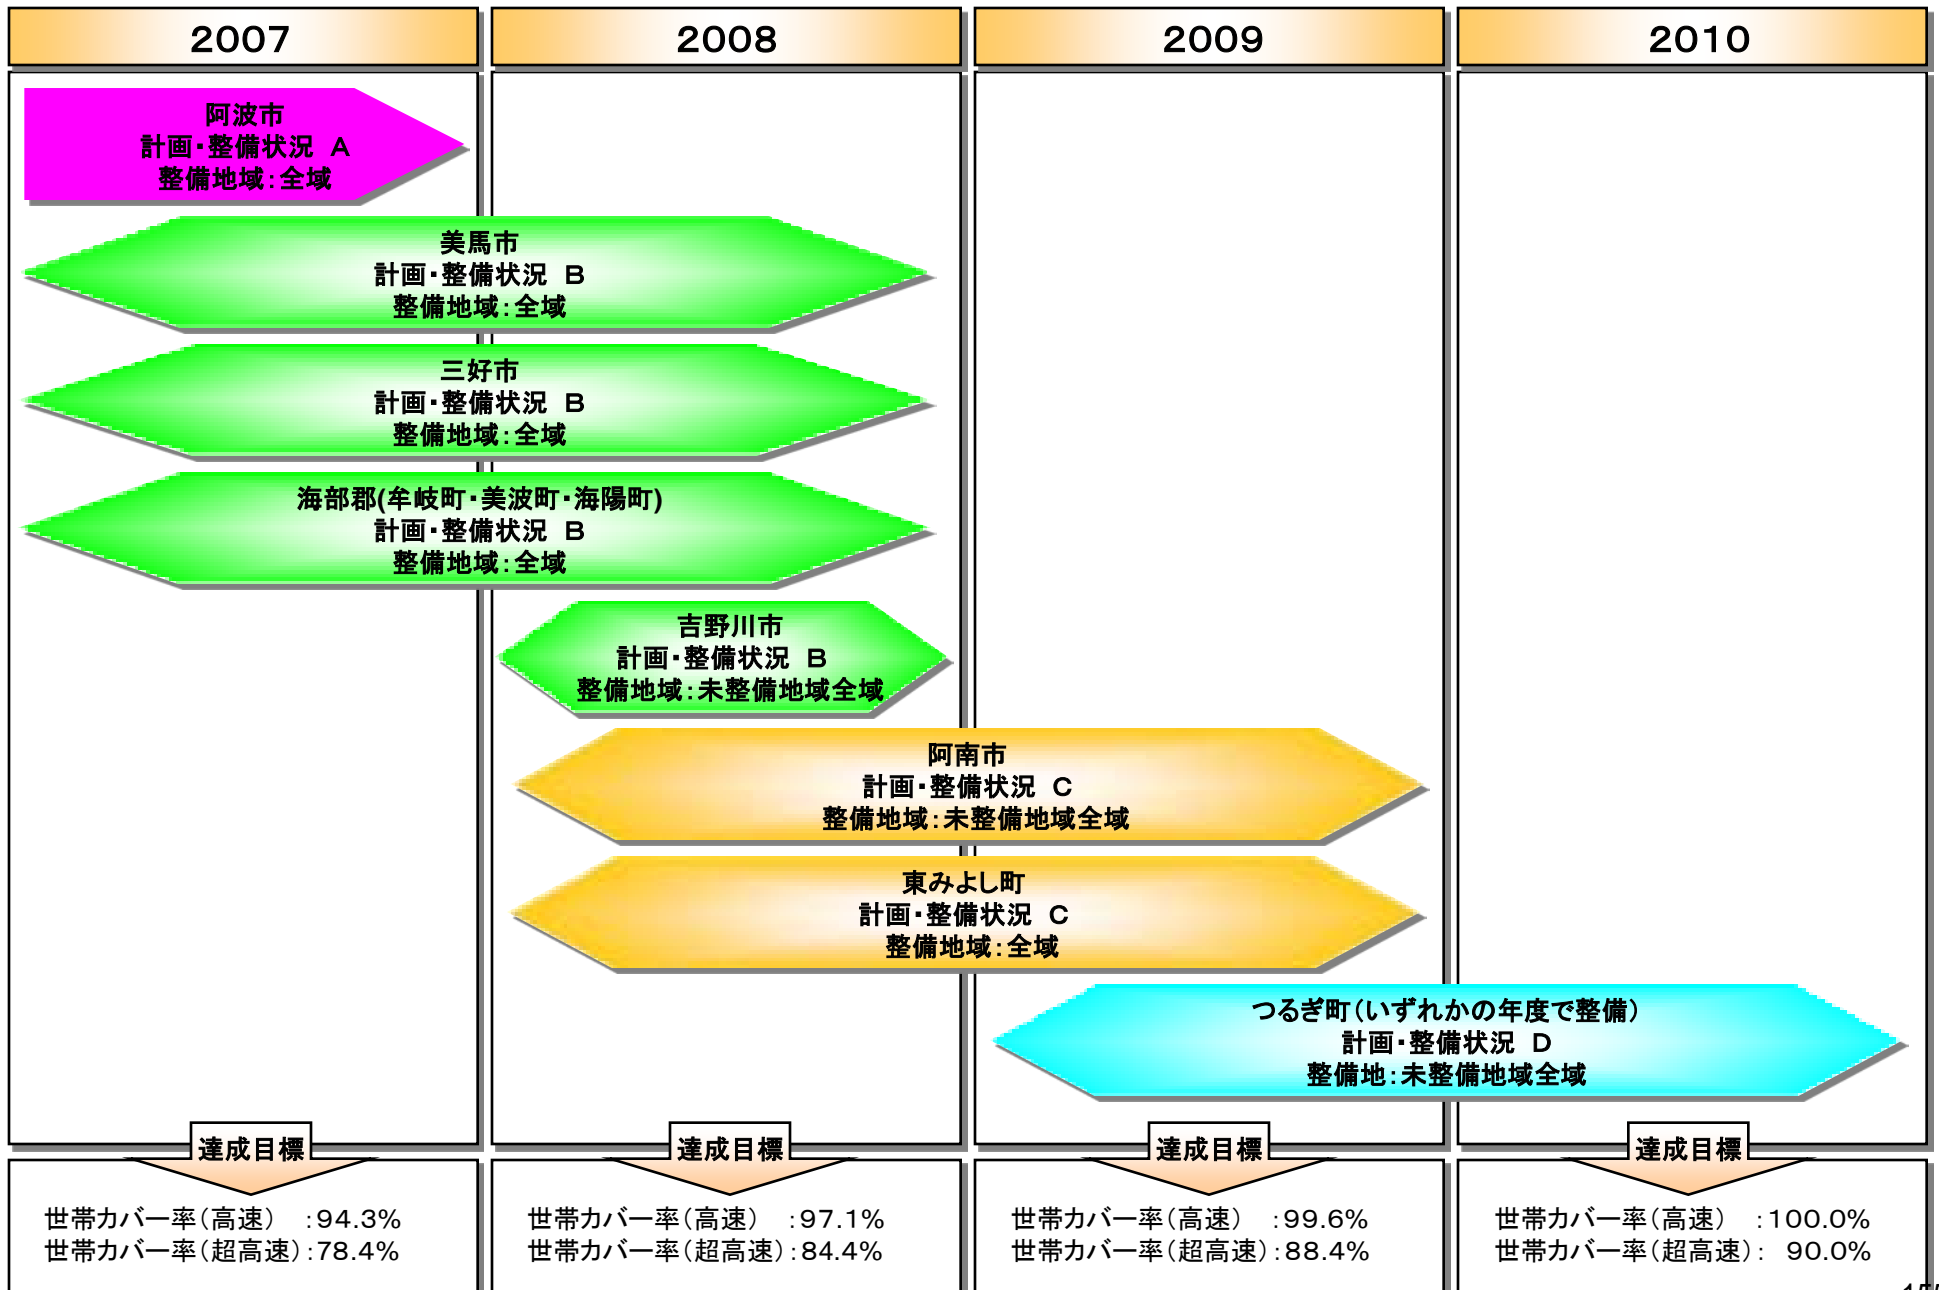 2007
2008
2009
2010
阿波市
計画・整備状況 A
整備地域：全域
美馬市
計画・整備状況 B
整備地域：全域
三好市
計画・整備状況 B
整備地域：全域
海部郡(牟岐町・美波町・海陽町)
計画・整備状況 B
整備地域：全域
吉野川市
計画・整備状況 B
整備地域：未整備地域全域
阿南市
計画・整備状況 C
整備地域：未整備地域全域
東みよし町
計画・整備状況 C
整備地域：全域
つるぎ町（いずれかの年度で整備）
計画・整備状況 D
整備地：未整備地域全域
達成目標
世帯カバー率（高速） ：94.3%
世帯カバー率（超高速）：78.4%
達成目標
世帯カバー率（高速） ：97.1%
世帯カバー率（超高速）：84.4%
達成目標
世帯カバー率（高速） ：99.6%
世帯カバー率（超高速）：88.4%
達成目標
世帯カバー率（高速） ：100.0%
世帯カバー率（超高速）： 90.0%